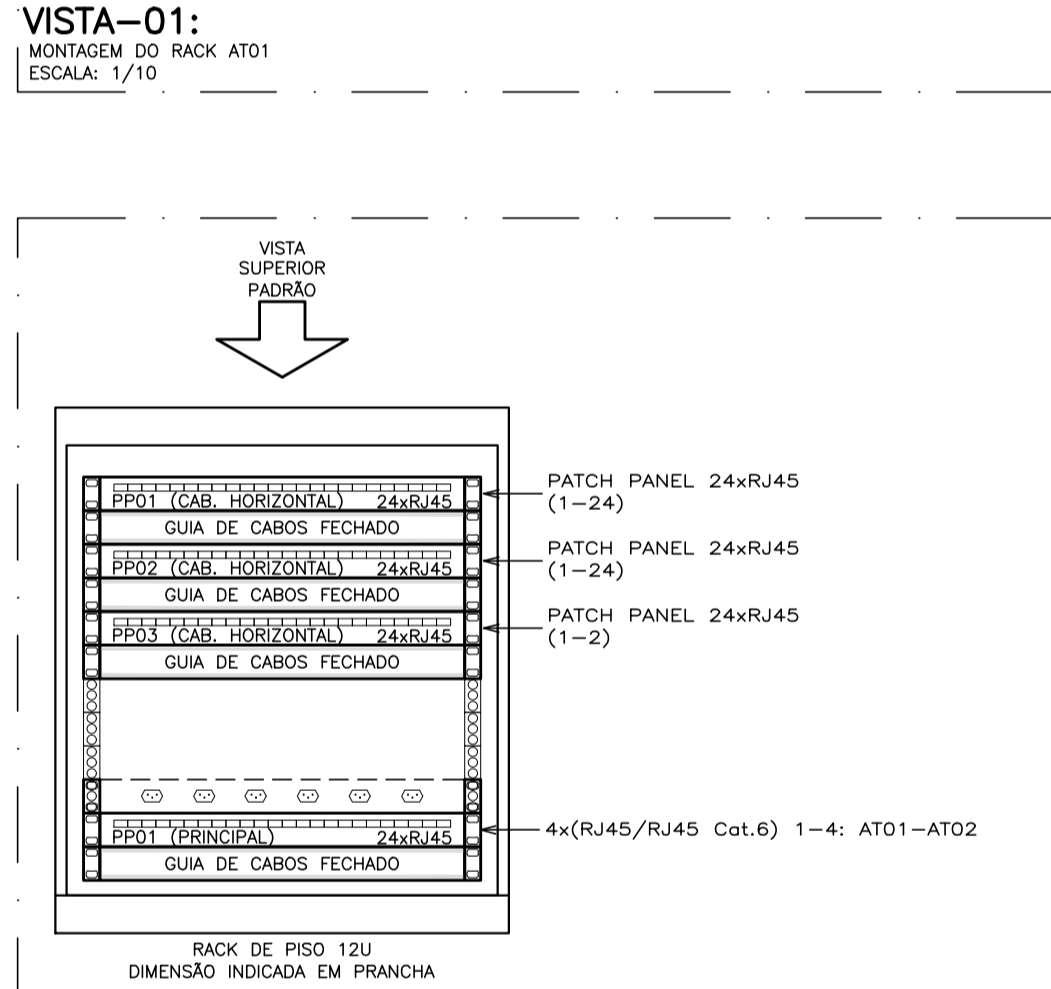 VISTA-01:
MONTAGEM DO RACK AT01
ESCALA: 1/10
VISTA
SUPERIOR
PADRÃO
PP01 (CAB. HORIZONTAL) 24xRJ45
PATCH PANEL 24xRJ45
(1-24)
GUIA DE CABOS FECHADO
PP02 (CAB. HORIZONTAL) 24xRJ45
PATCH PANEL 24xRJ45
(1-24)
GUIA DE CABOS FECHADO
PP03 (CAB. HORIZONTAL) 24xRJ45
PATCH PANEL 24xRJ45
(1-2)
GUIA DE CABOS FECHADO
PP01 (PRINCIPAL) 24xRJ45
4x(RJ45/RJ45 Cat.6) 1-4: AT01-AT02
GUIA DE CABOS FECHADO
RACK DE PISO 12U
DIMENSÃO INDICADA EM PRANCHA